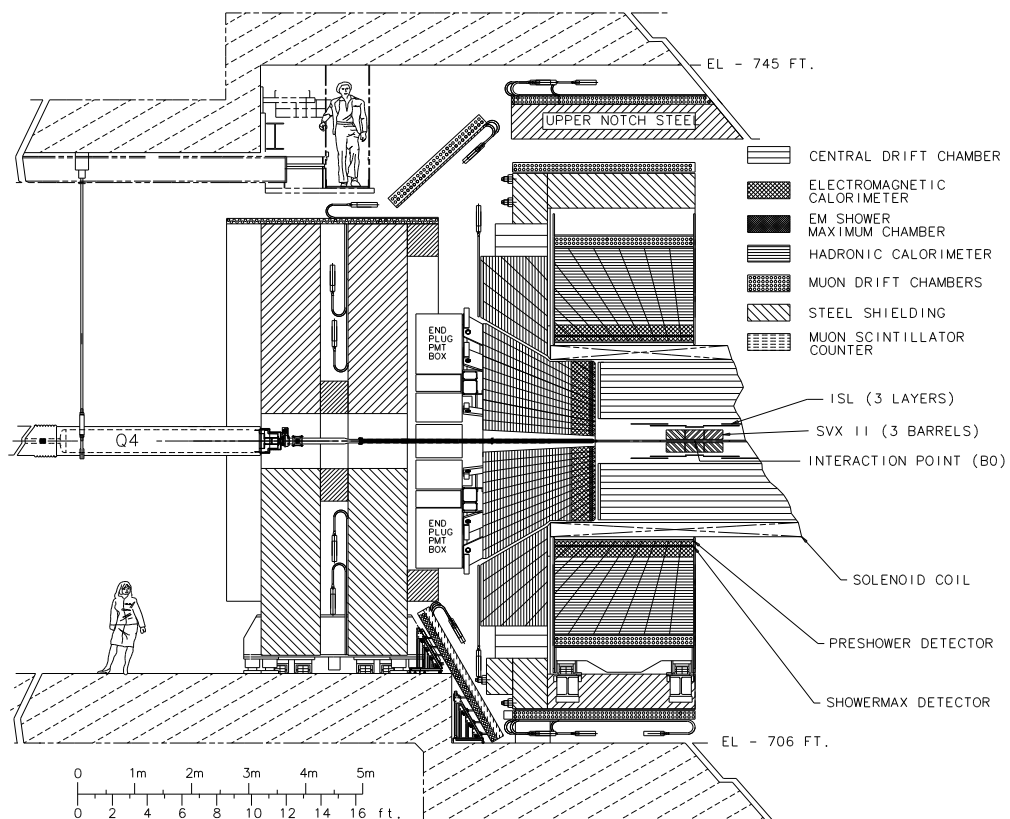 EL - 745 FT.
UPPER NOTCH STEEL
CENTRAL DRIFT CHAMBER
ELECTROMAGNETIC
CALORIMETER
EM SHOWER
MAXIMUM CHAMBER
HADRONIC CALORIMETER
MUON DRIFT CHAMBERS
STEEL SHIELDING
MUON SCINTILLATOR
COUNTER
END
PLUG
PMT
BOX
ISL (3 LAYERS)
SVX II (3 BARRELS)
INTERACTION POINT (B0)
Q4
END
PLUG
PMT
BOX
SOLENOID COIL
PRESHOWER DETECTOR
SHOWERMAX DETECTOR
EL - 706 FT.
0 1m 2m 3m 4m 5m
0 2 4 6 8 10 12 14 16 ft.